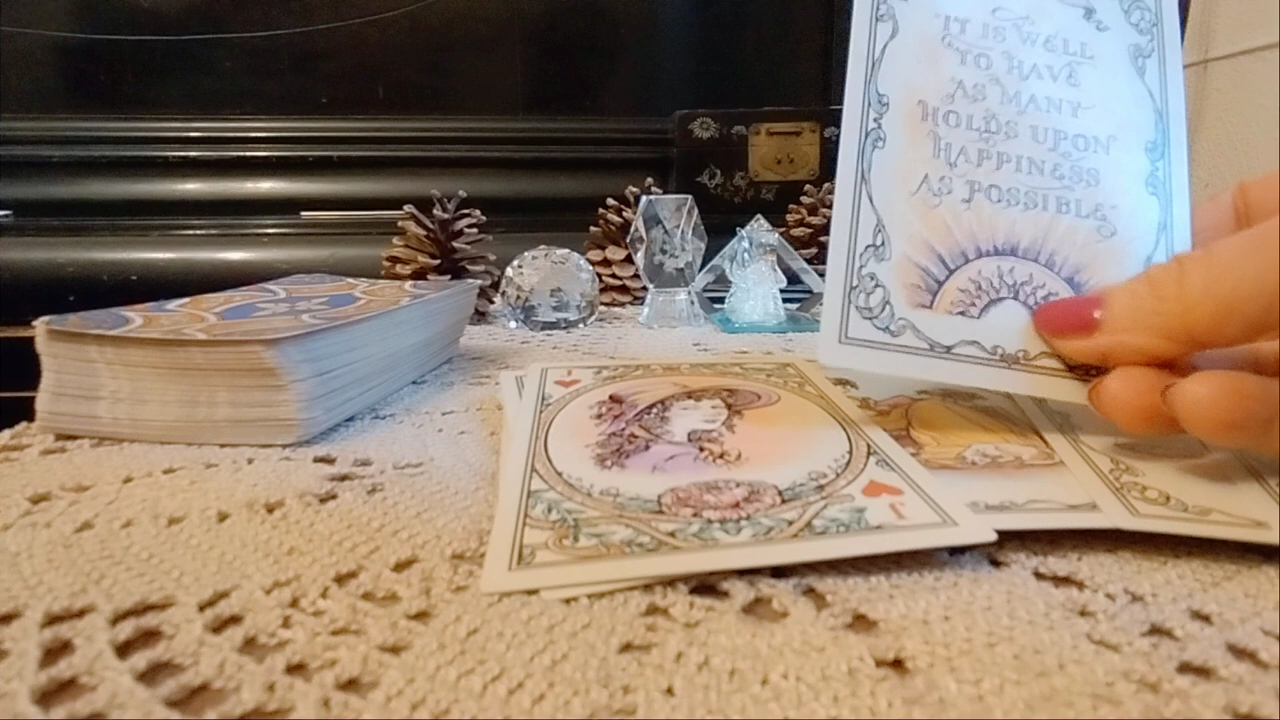 "IT IS WELL
TO HAVE
AS MANY
HOLDS UPON
HAPPINESS
AS POSSIBLE."
J
J